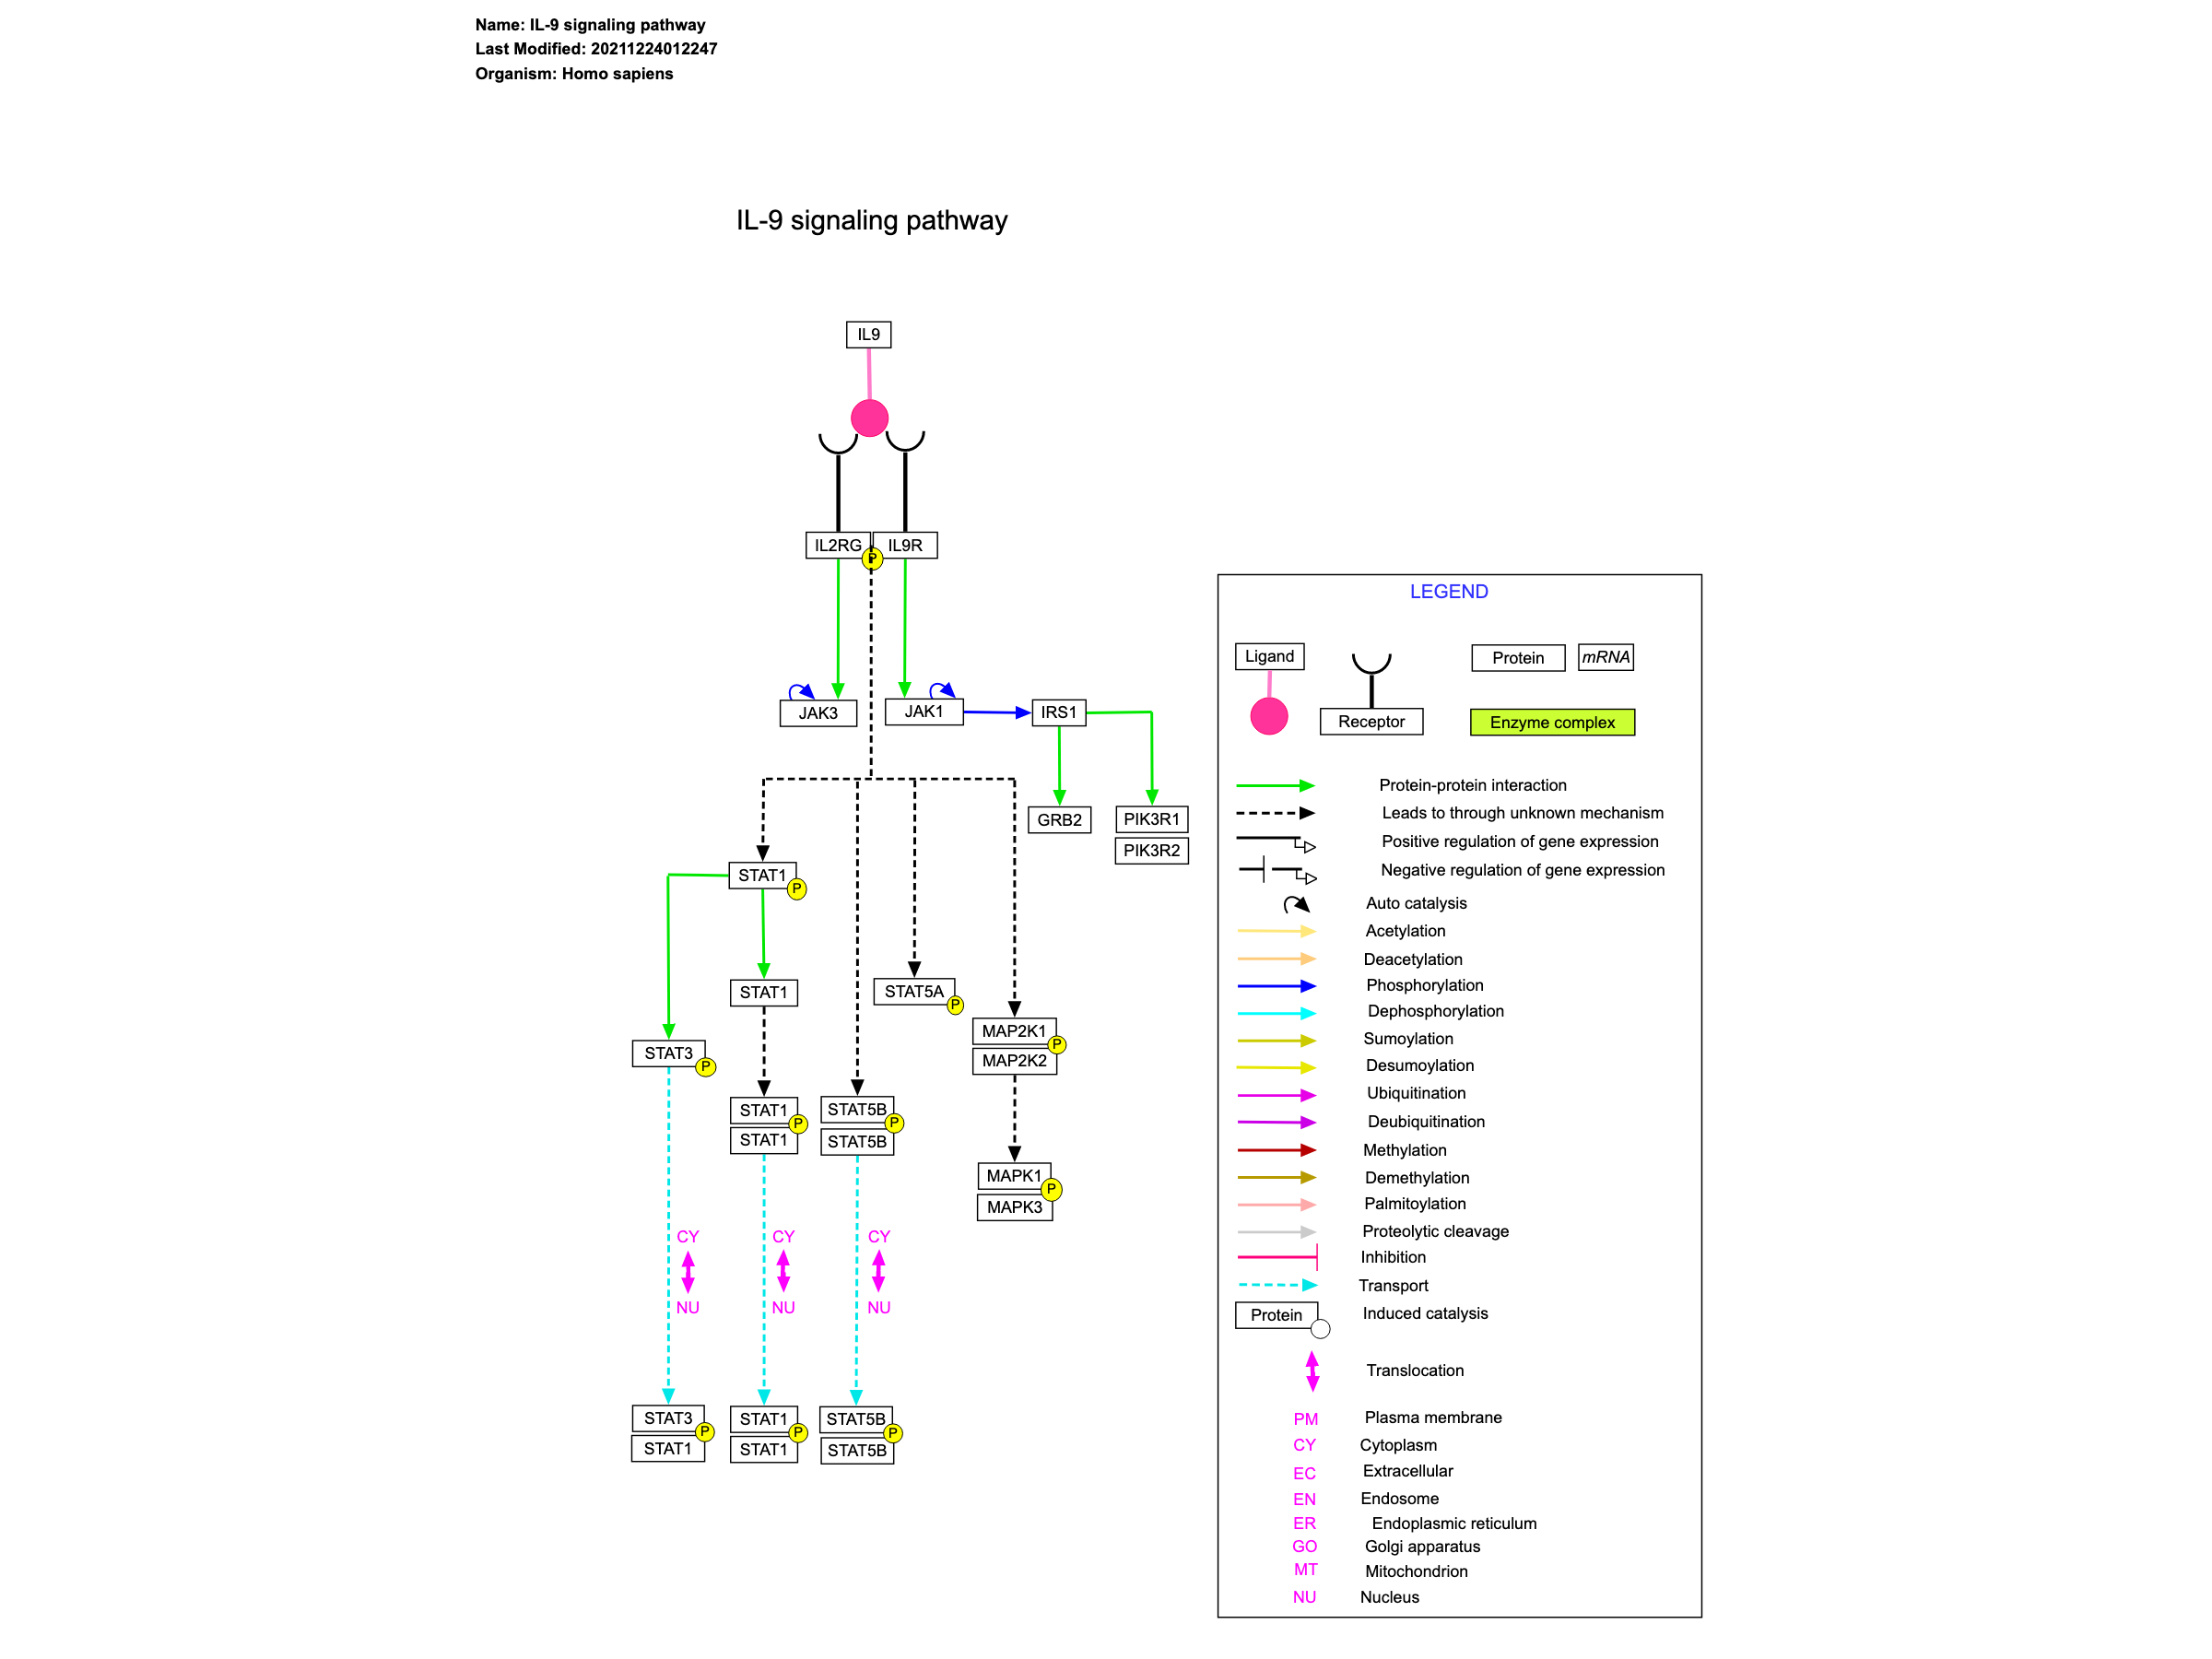 Name: IL-9 signaling pathway
Last Modified: 20211224012247
Organism: Homo sapiens
IL-9 signaling pathway
IL9
IL2RG
IL9R
P
JAK3
JAK1
IRS1
GRB2
PIK3R1
PIK3R2
STAT1
P
STAT1
STAT5A
P
STAT3
P
MAP2K1
P
MAP2K2
STAT1
P
STAT1
STAT5B
P
STAT5B
MAPK1
P
MAPK3
CY
NU
CY
NU
CY
NU
STAT3
P
STAT1
STAT1
P
STAT1
STAT5B
P
STAT5B
LEGEND
Ligand
Receptor
Protein
mRNA
Enzyme complex
Protein-protein interaction
Leads to through unknown mechanism
Positive regulation of gene expression
Negative regulation of gene expression
Auto catalysis
Acetylation
Deacetylation
Phosphorylation
Dephosphorylation
Sumoylation
Desumoylation
Ubiquitination
Deubiquitination
Methylation
Demethylation
Palmitoylation
Proteolytic cleavage
Inhibition
Transport
Protein
Induced catalysis
Translocation
PM Plasma membrane
CY Cytoplasm
EC Extracellular
EN Endosome
ER Endoplasmic reticulum
GO Golgi apparatus
MT Mitochondrion
NU Nucleus